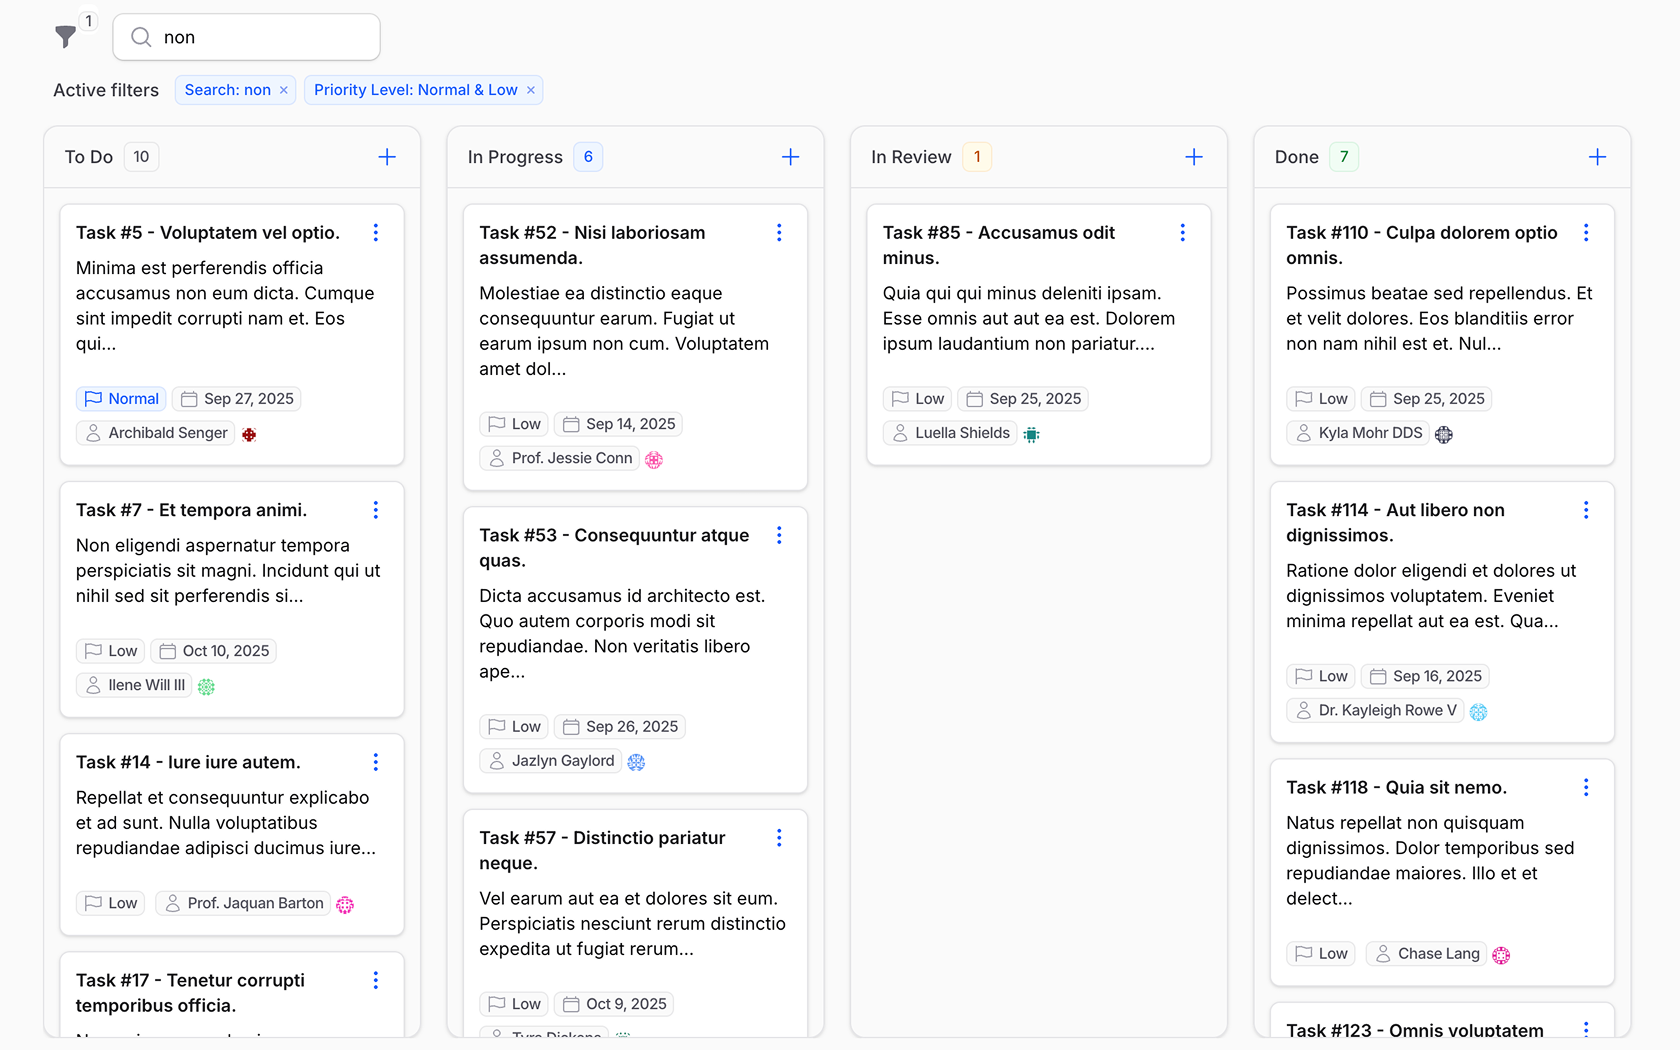 1
non
Active filters
Search: non ×
Priority Level: Normal & Low ×
To Do 10
Task #5 - Voluptatem vel optio.
Minima est perferendis officia
accusamus non eum dicta. Cumque
sint impedit corrupti nam et. Eos
qui...
Normal
Sep 27, 2025
Archibald Senger
Task #7 - Et tempora animi.
Non eligendi aspernatur tempora
perspiciatis sit magni. Incidunt qui ut
nihil sed sit perferendis si...
Low
Oct 10, 2025
Ilene Will III
Task #14 - Iure iure autem.
Repellat et consequuntur explicabo
et ad sunt. Nulla voluptatibus
repudiandae adipisci ducimus iure...
Low
Prof. Jaquan Barton
Task #17 - Tenetur corrupti
temporibus officia.
In Progress 6
Task #52 - Nisi laboriosam
assumenda.
Molestiae ea distinctio eaque
consequuntur earum. Fugiat ut
earum ipsum non cum. Voluptatem
amet dol...
Low
Sep 14, 2025
Prof. Jessie Conn
Task #53 - Consequuntur atque
quas.
Dicta accusamus id architecto est.
Quo autem corporis modi sit
repudiandae. Non veritatis libero
ape...
Low
Sep 26, 2025
Jazlyn Gaylord
Task #57 - Distinctio pariatur
neque.
Vel earum aut ea et dolores sit eum.
Perspiciatis nesciunt rerum distinctio
expedita ut fugiat rerum...
Low
Oct 9, 2025
In Review 1
Task #85 - Accusamus odit
minus.
Quia qui qui minus deleniti ipsam.
Esse omnis aut aut ea est. Dolorem
ipsum laudantium non pariatur....
Low
Sep 25, 2025
Luella Shields
Done 7
Task #110 - Culpa dolorem optio
omnis.
Possimus beatae sed repellendus. Et
et velit dolores. Eos blanditiis error
non nam nihil est et. Nul...
Low
Sep 25, 2025
Kyla Mohr DDS
Task #114 - Aut libero non
dignissimos.
Ratione dolor eligendi et dolores ut
dignissimos voluptatem. Eveniet
minima repellat aut ea est. Qua...
Low
Sep 16, 2025
Dr. Kayleigh Rowe V
Task #118 - Quia sit nemo.
Natus repellat non quisquam
dignissimos. Dolor temporibus sed
repudiandae maiores. Illo et et
delect...
Low
Chase Lang
Task #123 - Omnis voluptatem